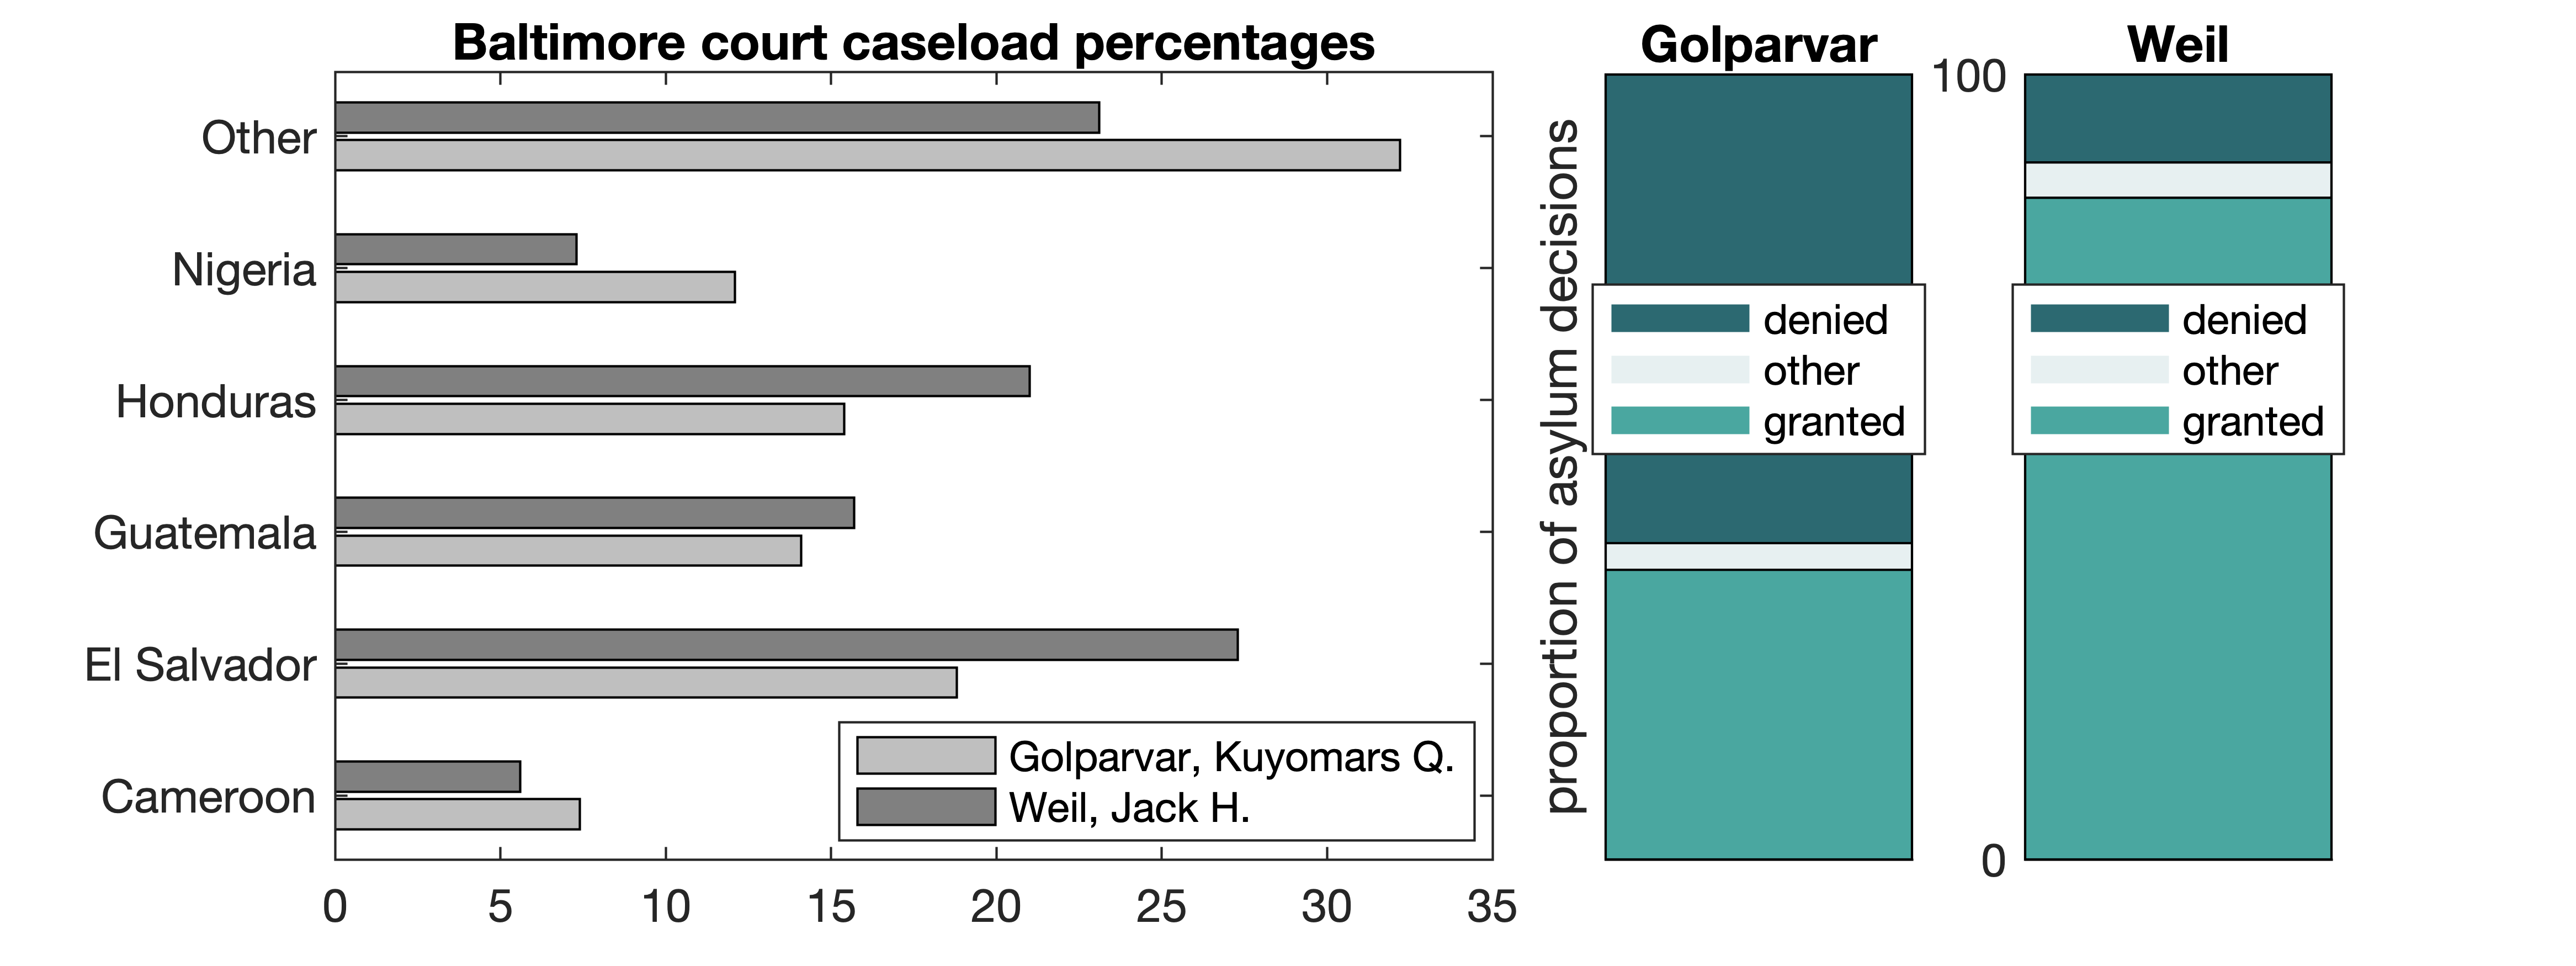 Baltimore court caseload percentages
Other
Nigeria
Honduras
Guatemala
El Salvador
Cameroon
Golparvar, Kuyomars Q.
Weil, Jack H.
0 5 10 15 20 25 30 35
proportion of asylum decisions
Golparvar
denied
other
granted
Weil
100
0
denied
other
granted